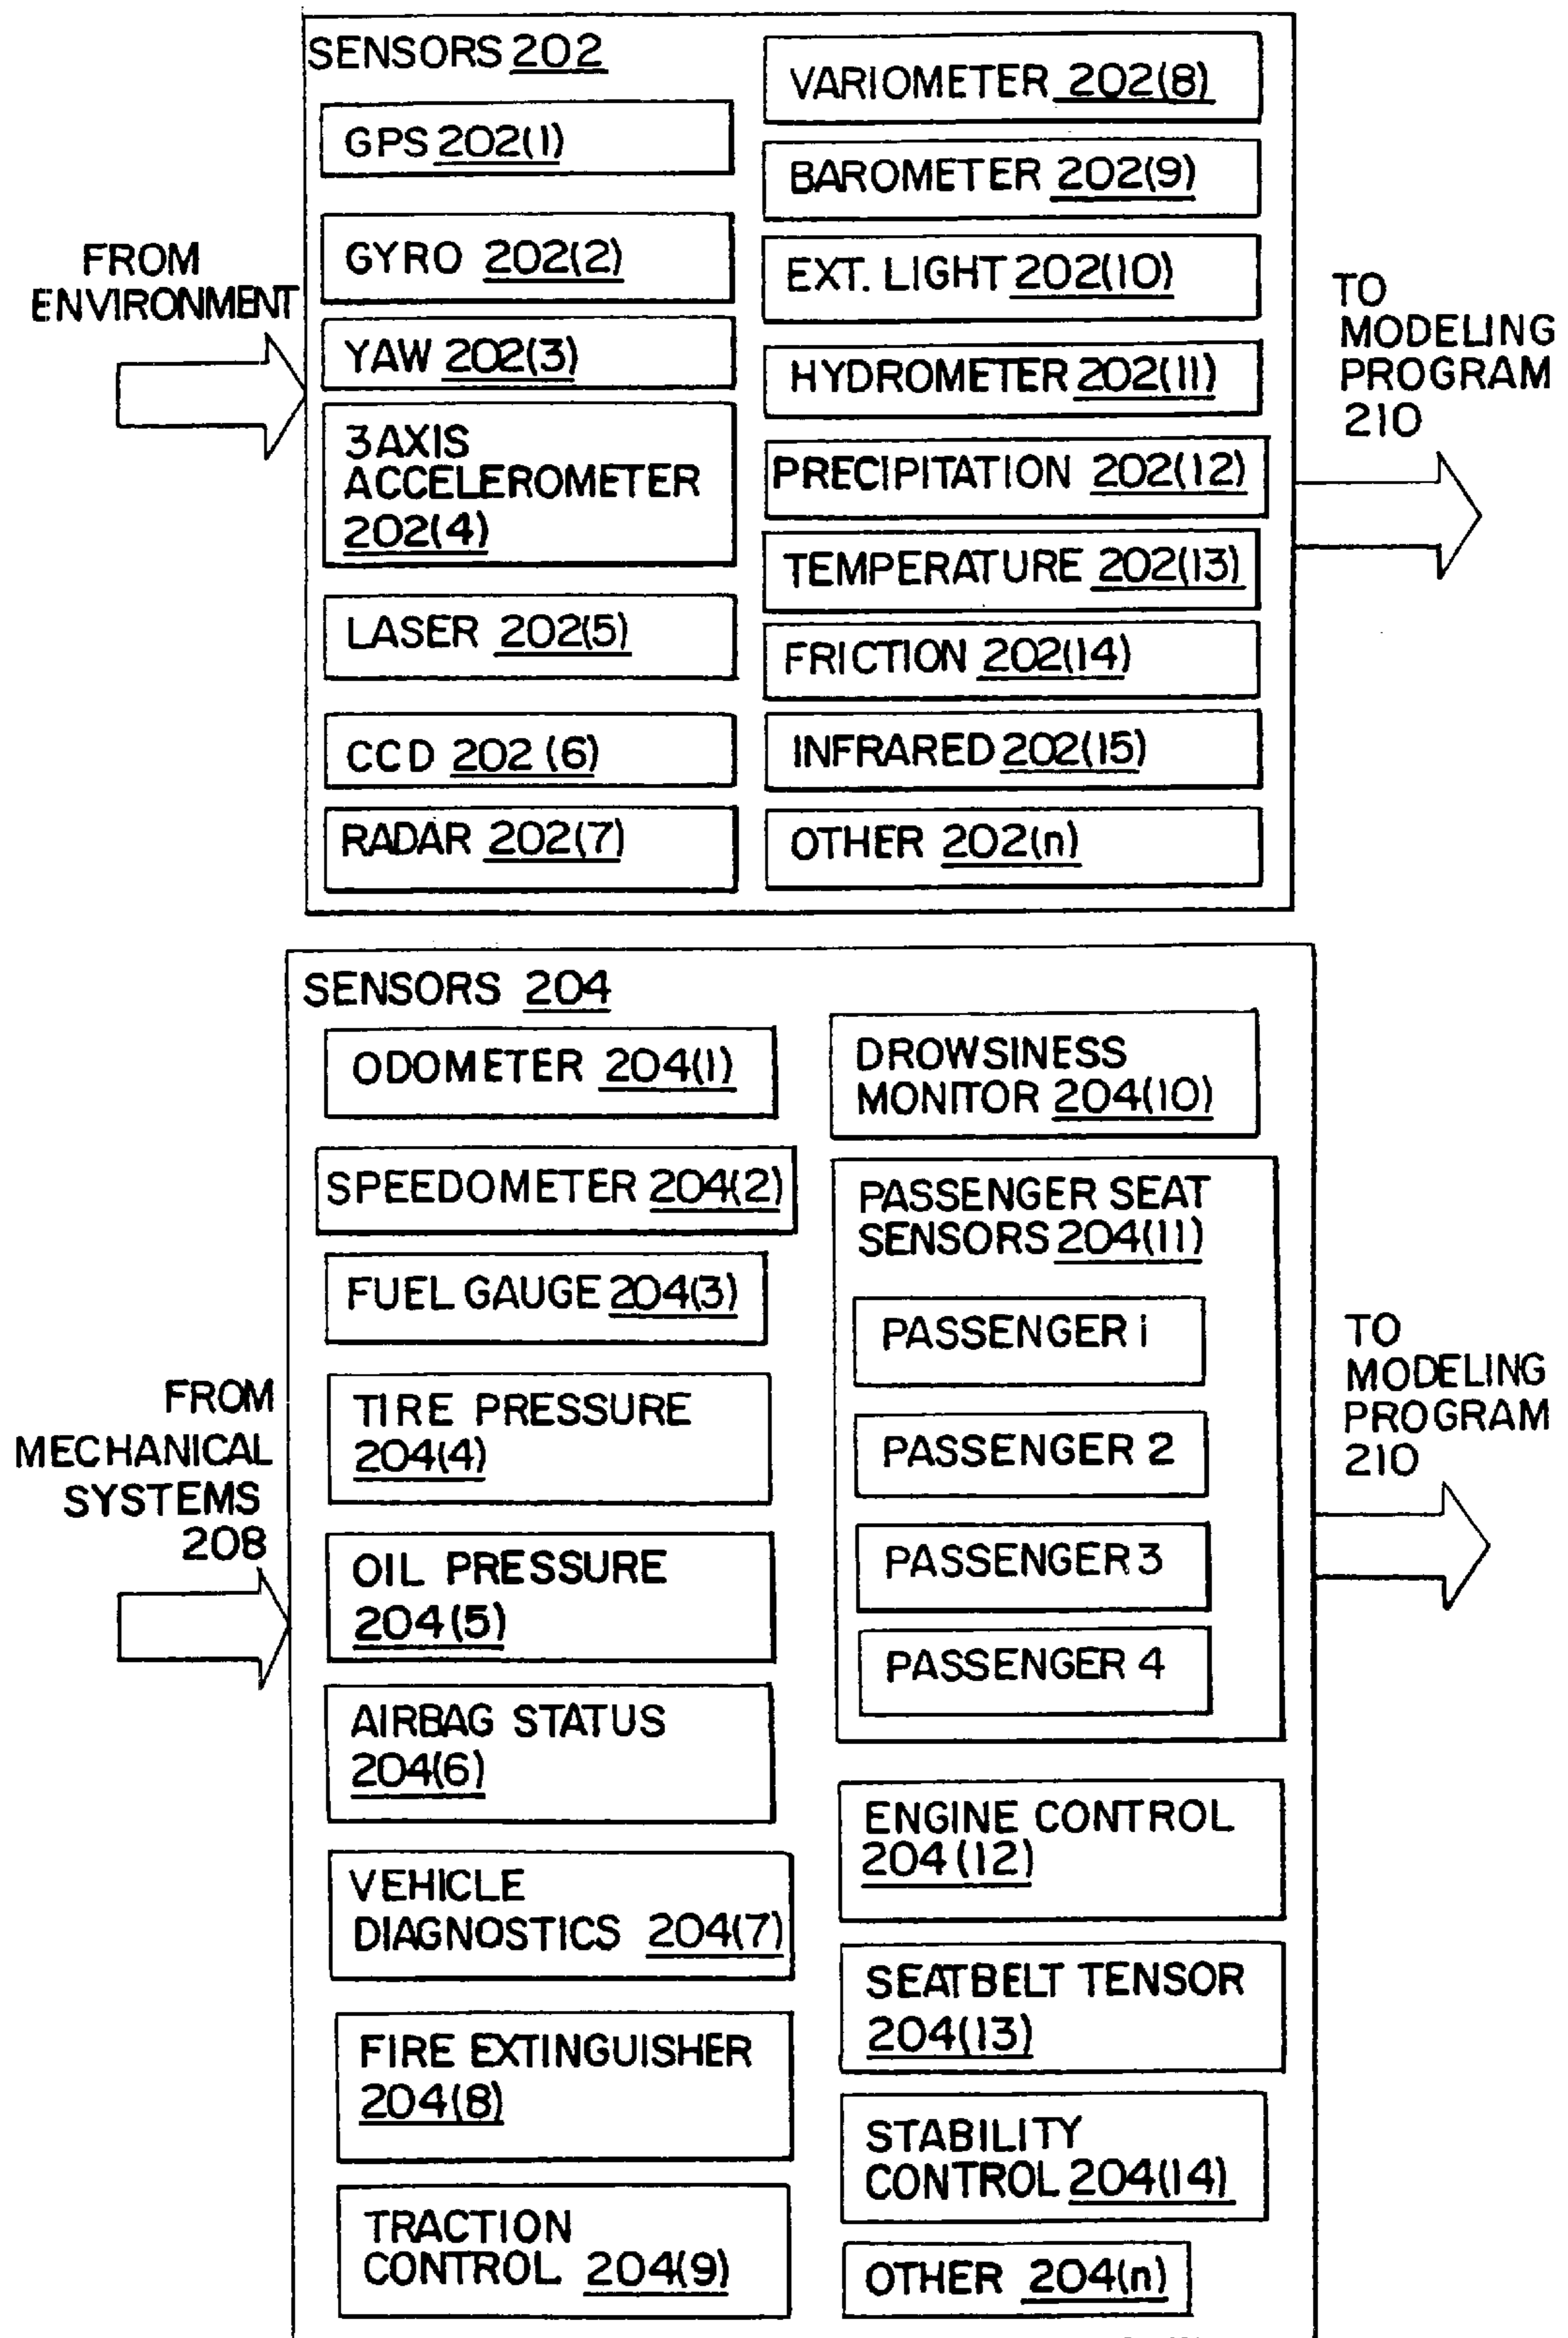 SENSORS 202
GPS 202(1)
GYRO 202(2)
YAW 202(3)
3 AXIS
ACCELEROMETER
202(4)
LASER 202(5)
CCD 202 (6)
RADAR 202(7)
VARIOMETER 202(8)
BAROMETER 202(9)
EXT. LIGHT 202(10)
HYDROMETER 202(11)
PRECIPITATION 202(12)
TEMPERATURE 202(13)
FRICTION 202(14)
INFRARED 202(15)
OTHER 202(n)
FROM
ENVIRONMENT
TO
MODELING
PROGRAM
210
SENSORS 204
ODOMETER 204(1)
SPEEDOMETER 204(2)
FUEL GAUGE 204(3)
TIRE PRESSURE
204(4)
OIL PRESSURE
204(5)
AIRBAG STATUS
204(6)
VEHICLE
DIAGNOSTICS 204(7)
FIRE EXTINGUISHER
204(8)
TRACTION
CONTROL 204(9)
DROWSINESS
MONITOR 204(10)
PASSENGER SEAT
SENSORS 204(11)
PASSENGER 1
PASSENGER 2
PASSENGER 3
PASSENGER 4
ENGINE CONTROL
204 (12)
SEATBELT TENSOR
204(13)
STABILITY
CONTROL 204(14)
OTHER 204(n)
FROM
MECHANICAL
SYSTEMS
208
TO
MODELING
PROGRAM
210